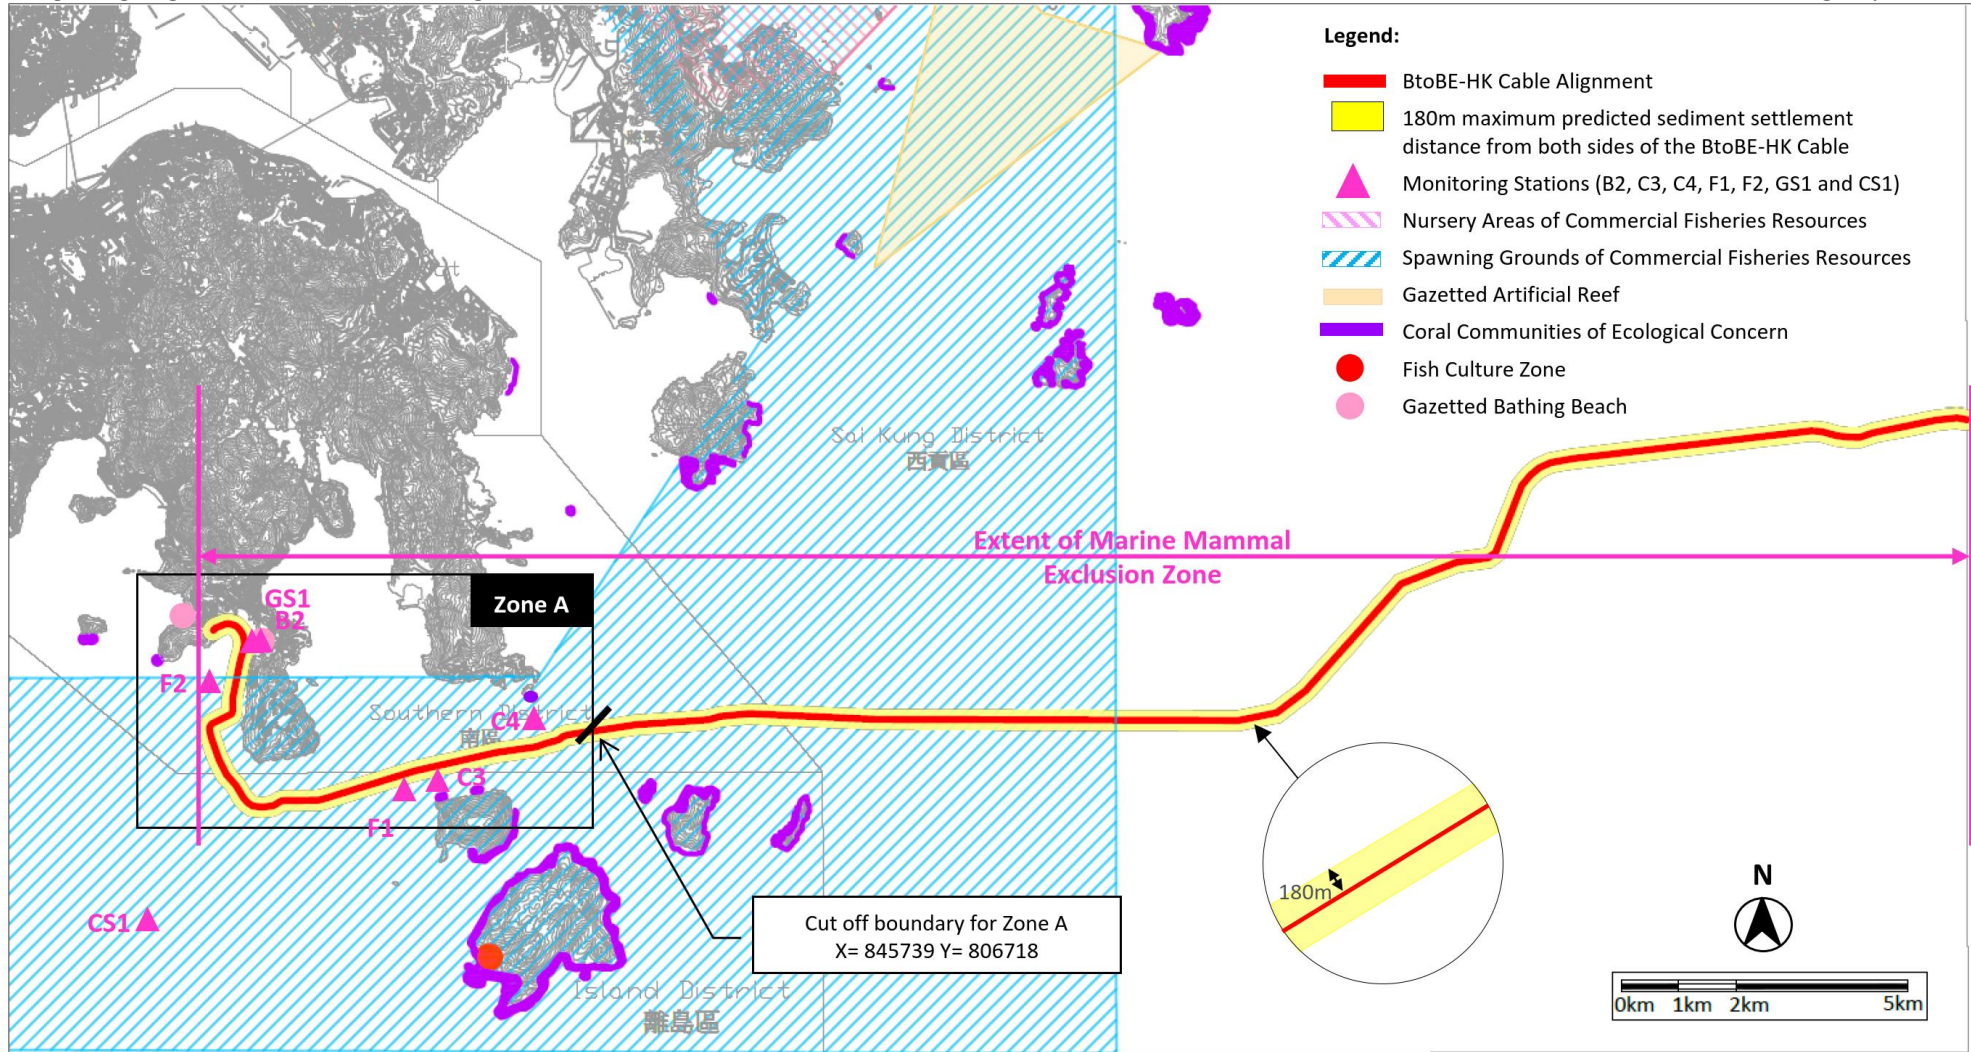 Legend:
BtoBE-HK Cable Alignment
180m maximum predicted sediment settlement
distance from both sides of the BtoBE-HK Cable
Monitoring Stations (B2, C3, C4, F1, F2, GS1 and CS1)
Nursery Areas of Commercial Fisheries Resources
Spawning Grounds of Commercial Fisheries Resources
Gazetted Artificial Reef
Coral Communities of Ecological Concern
Fish Culture Zone
Gazetted Bathing Beach
Sai Kung District
西貢區
Extent of Marine Mammal
Exclusion Zone
Zone A
GS1
B2
F2
Southern District
南區
C4
C3
F1
CS1
180m
Cut off boundary for Zone A
X= 845739 Y= 806718
Island District
離島區
N
0km 1km 2km 5km